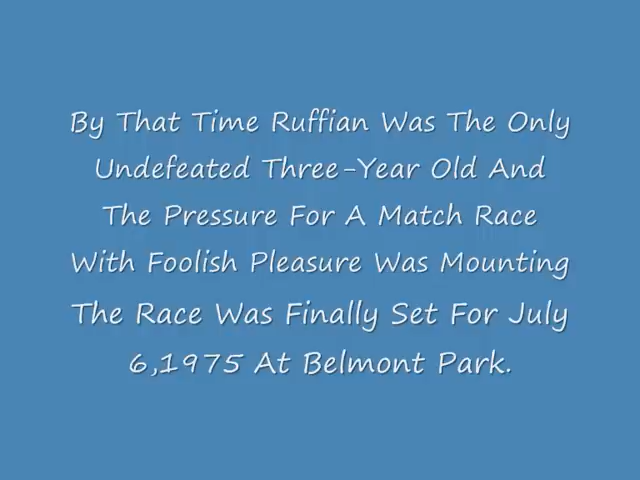 By That Time Ruffian Was The Only
Undefeated Three-Year Old And
The Pressure For A Match Race
With Foolish Pleasure Was Mounting
The Race Was Finally Set For July
6,1975 At Belmont Park.